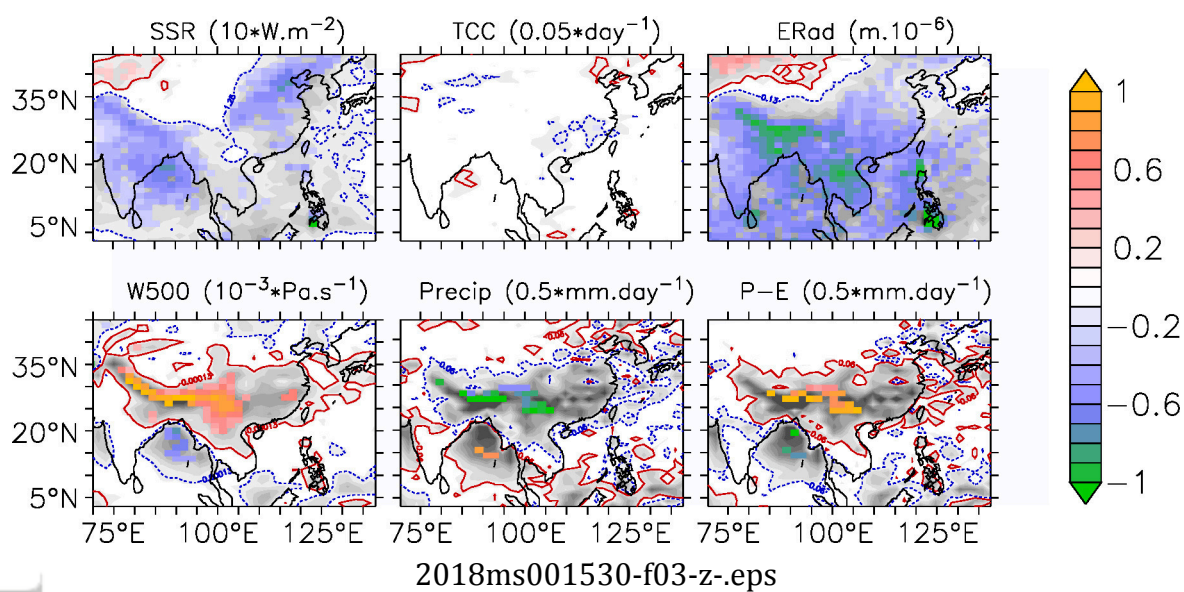 SSR (10*W.m⁻²) TCC (0.05*day⁻¹) ERad (m.10⁻⁶)
35°N
20°N
5°N
1
0.6
0.2
−0.2
−0.6
−1
W500 (10⁻³*Pa.s⁻¹) Precip (0.5*mm.day⁻¹) P−E (0.5*mm.day⁻¹)
35°N
20°N
5°N
75°E 100°E 125°E 75°E 100°E 125°E 75°E 100°E 125°E
2018ms001530-f03-z-.eps